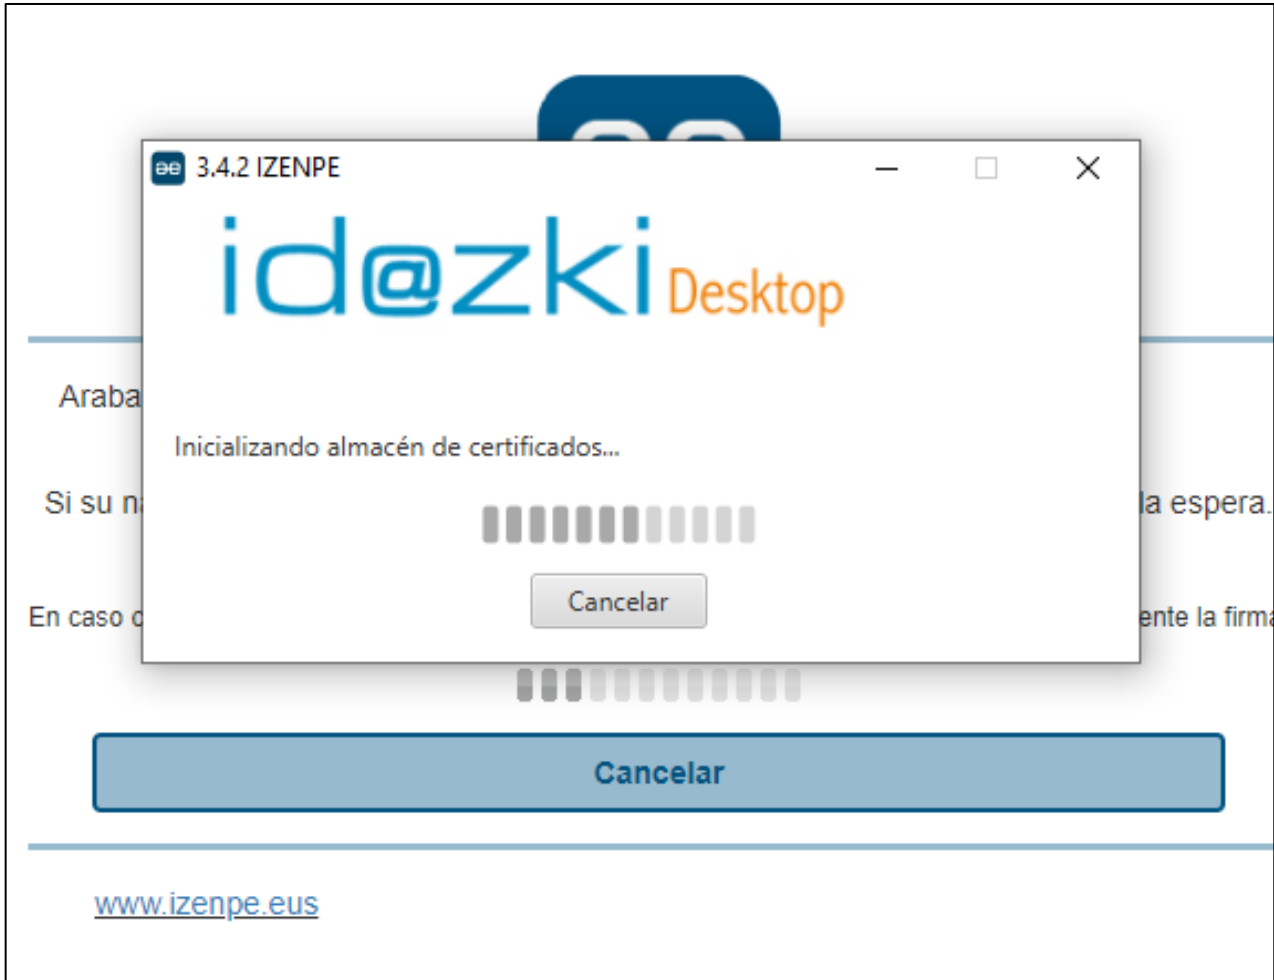 əe 3.4.2 IZENPE
id@zki Desktop
Araba
Inicializando almacén de certificados...
Si su la espera.
Cancelar
En caso ente la firma
Cancelar
www.izenpe.eus